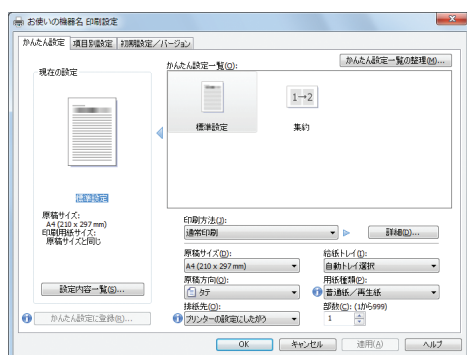 お使いの機器名 印刷設定
かんたん設定 項目別設定 初期設定／バージョン
現在の設定
標準設定
原稿サイズ:
A4 (210 x 297 mm)
印刷用紙サイズ:
原稿サイズと同じ
設定内容一覧(S)...
かんたん設定に登録(R)...
かんたん設定一覧(O):
かんたん設定一覧の整理(M)...
標準設定
1→2
集約
印刷方法(J):
通常印刷
詳細(D)...
原稿サイズ(D):
A4 (210 x 297 mm)
給紙トレイ(I):
自動トレイ選択
原稿方向(C):
タテ
用紙種類(P):
普通紙／再生紙
排紙先(O):
プリンターの設定にしたがう
部数(C): (1から999)
1
OK キャンセル 適用(A) ヘルプ